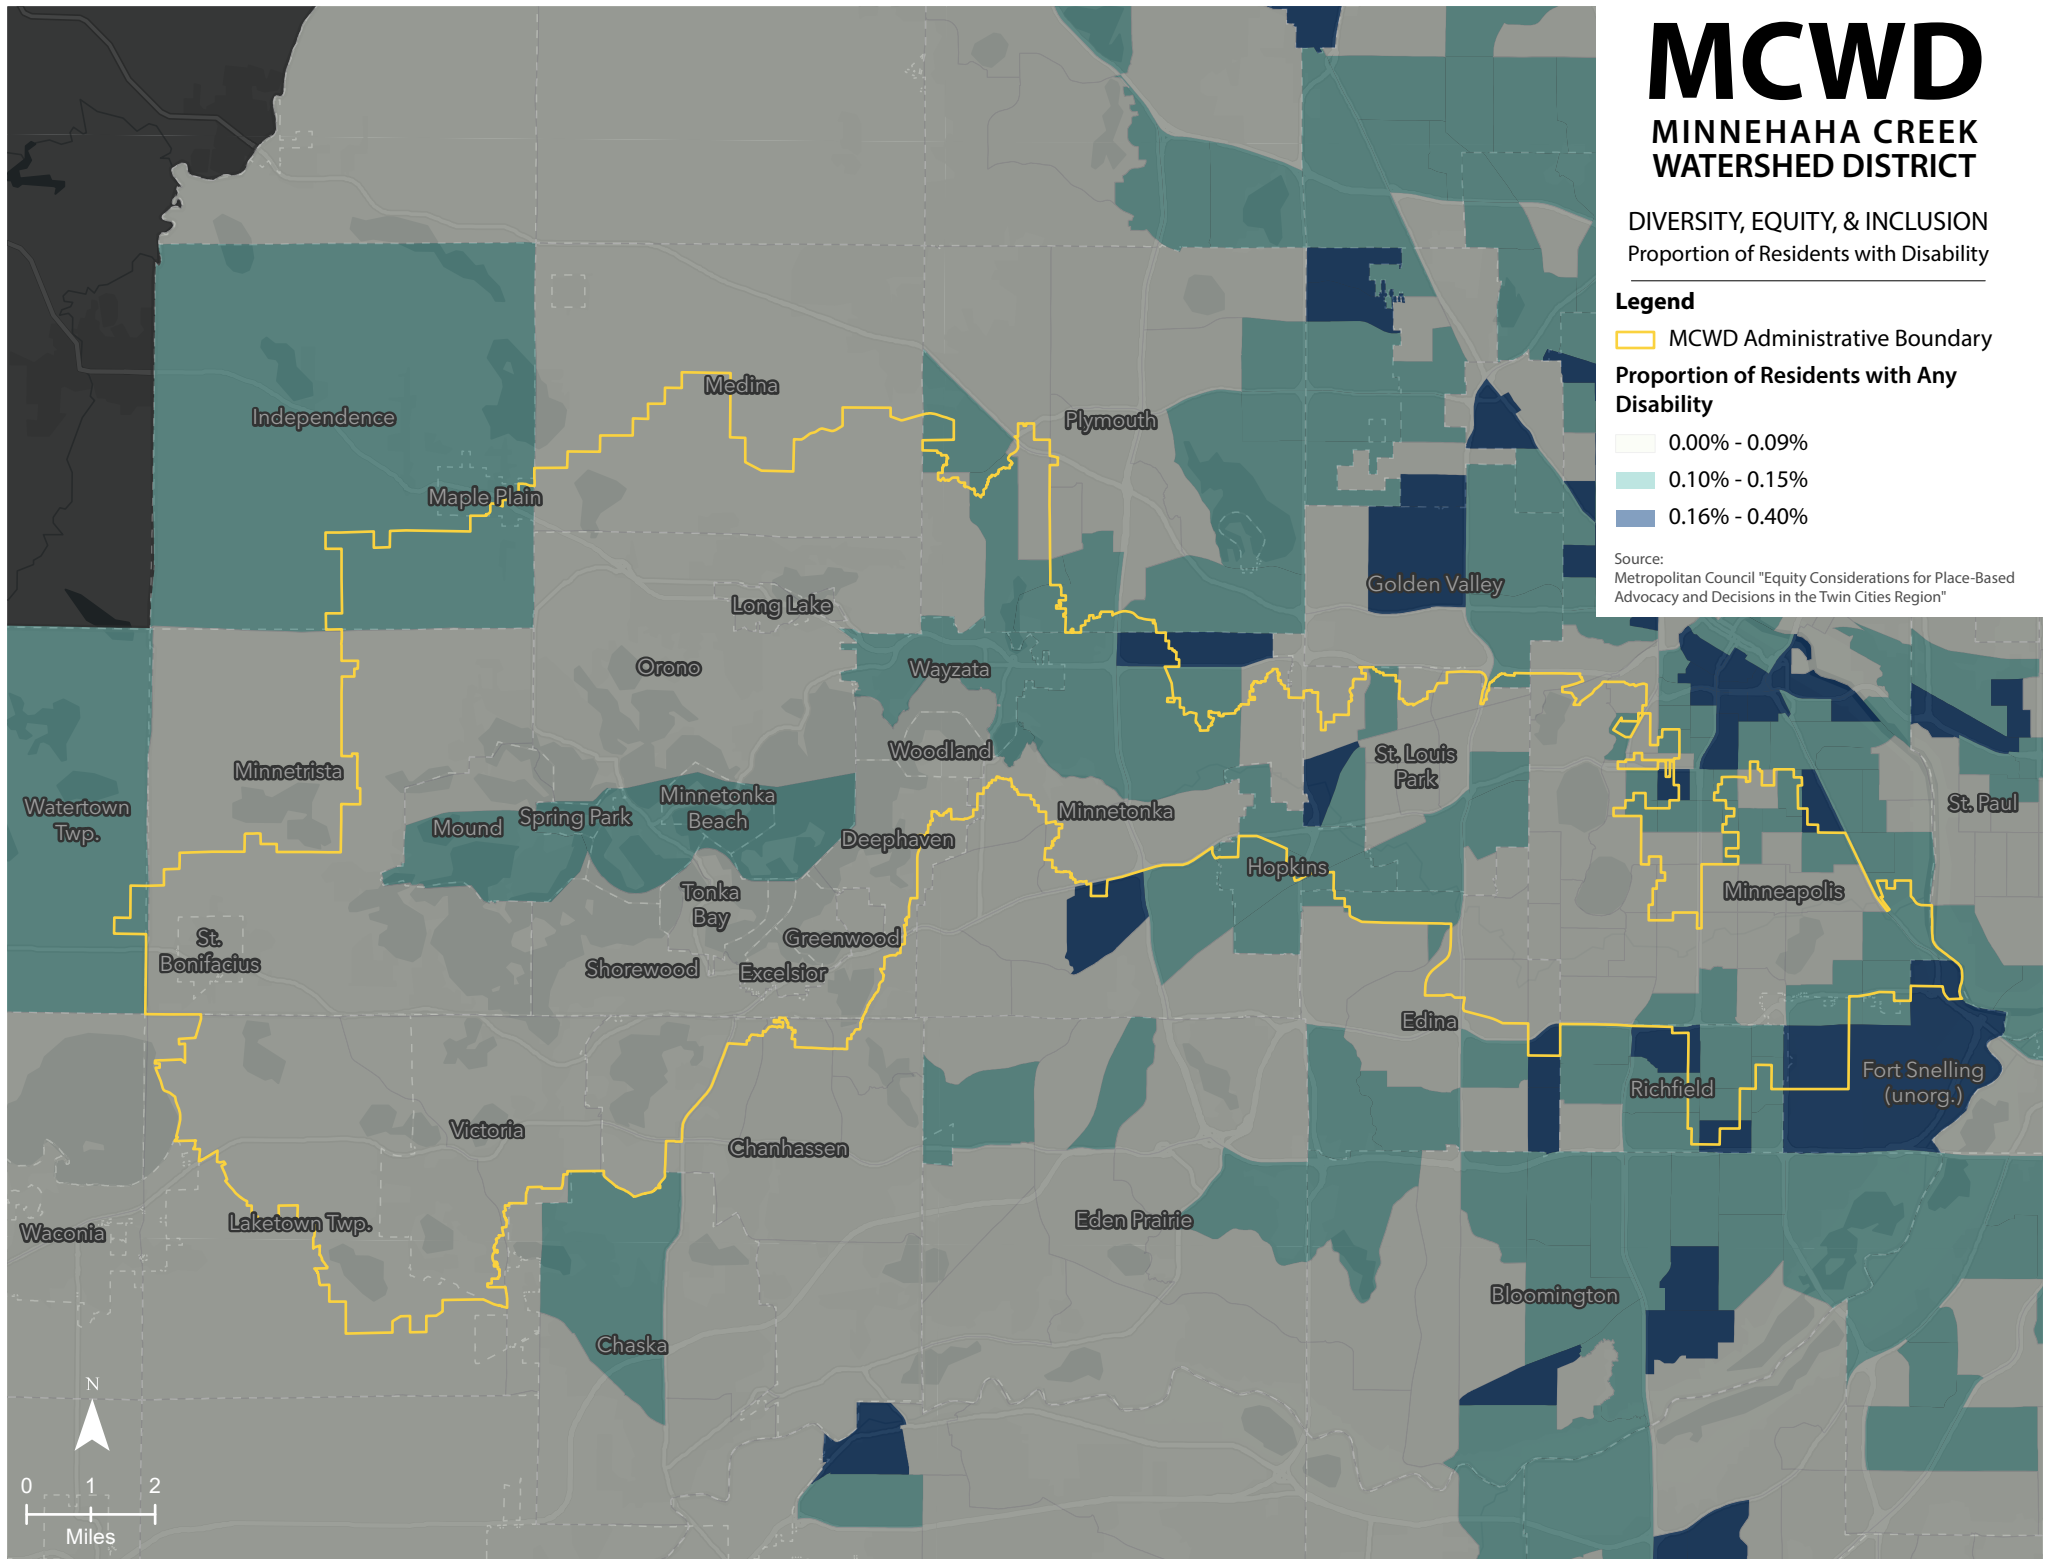 MCWD
MINNEHAHA CREEK
WATERSHED DISTRICT
DIVERSITY, EQUITY, & INCLUSION
Proportion of Residents with Disability
Legend
MCWD Administrative Boundary
Proportion of Residents with Any
Disability
0.00% - 0.09%
0.10% - 0.15%
0.16% - 0.40%
Source:
Metropolitan Council "Equity Considerations for Place-Based
Advocacy and Decisions in the Twin Cities Region"
Medina
Independence
Plymouth
Maple Plain
Golden Valley
Long Lake
Orono
Wayzata
Woodland
St. Louis
Park
Minnetrista
Watertown
Twp.
Mound
Spring Park
Minnetonka
Beach
Minnetonka
St. Paul
Deephaven
Hopkins
Tonka
Bay
Minneapolis
St.
Bonifacius
Greenwood
Shorewood
Excelsior
Edina
Fort Snelling
(unorg.)
Richfield
Victoria
Chanhassen
Waconia
Laketown Twp.
Eden Prairie
Bloomington
Chaska
N
0 1 2
Miles